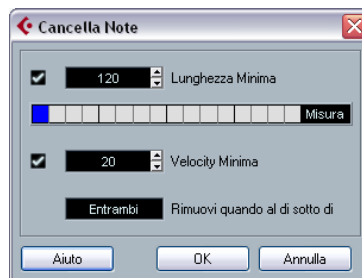 Cancella Note
120 Lunghezza Minima
Misura
20 Velocity Minima
Entrambi Rimuovi quando al di sotto di
Aiuto OK Annulla